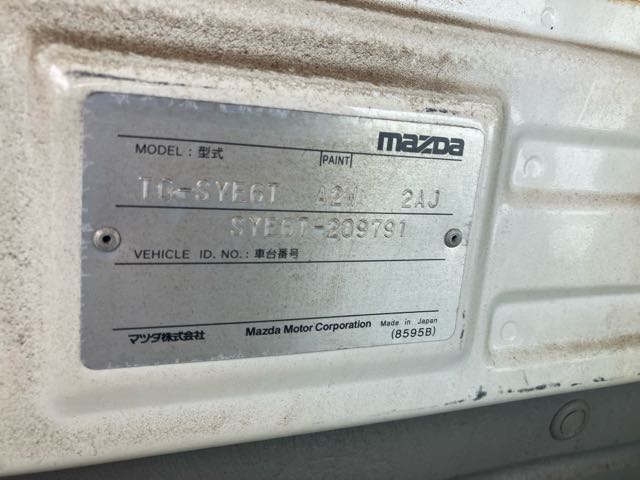 mazda
MODEL : 型式 PAINT
TC-SYE6T A2W 2AJ
SYE6T-209791
VEHICLE ID. NO. : 車台番号
マツダ株式会社 Mazda Motor Corporation Made in Japan
(8595B)